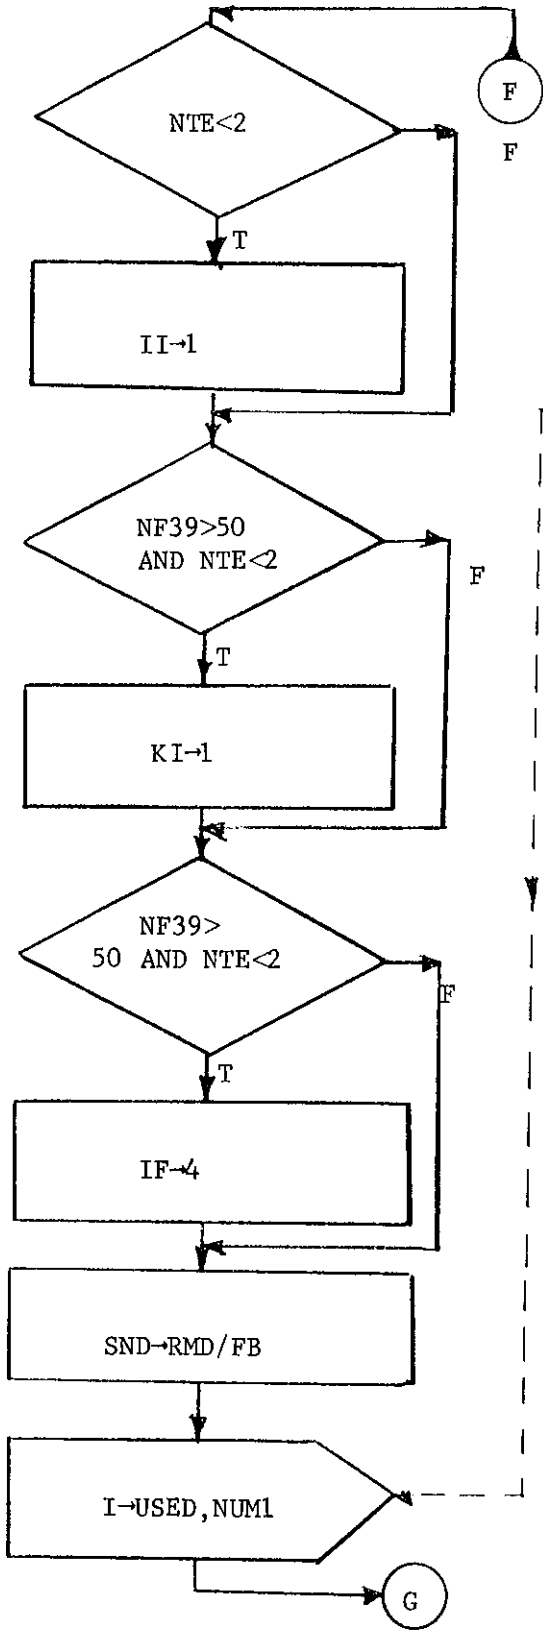 F
NTE<2
F
T
II→1
NF39>50
AND NTE<2
F
T
KI→1
NF39>
50 AND NTE<2
F
T
IF→4
SND→RMD/FB
I→USED,NUM1
G